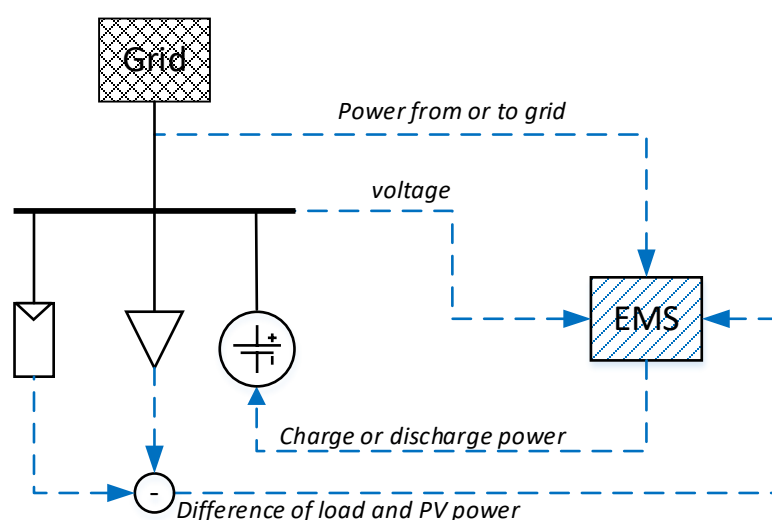 Grid
Power from or to grid
voltage
EMS
+
Charge or discharge power
-
Difference of load and PV power